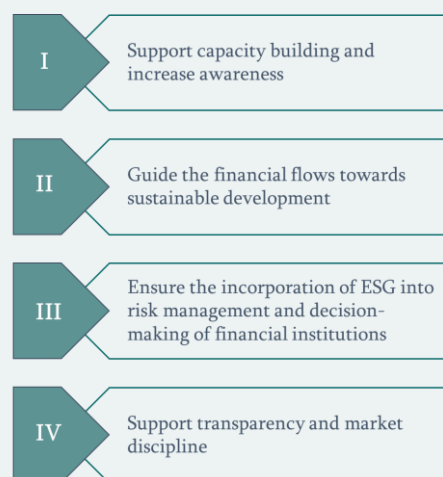 I
Support capacity building and
increase awareness
II
Guide the financial flows towards
sustainable development
III
Ensure the incorporation of ESG into
risk management and decision-
making of financial institutions
IV
Support transparency and market
discipline